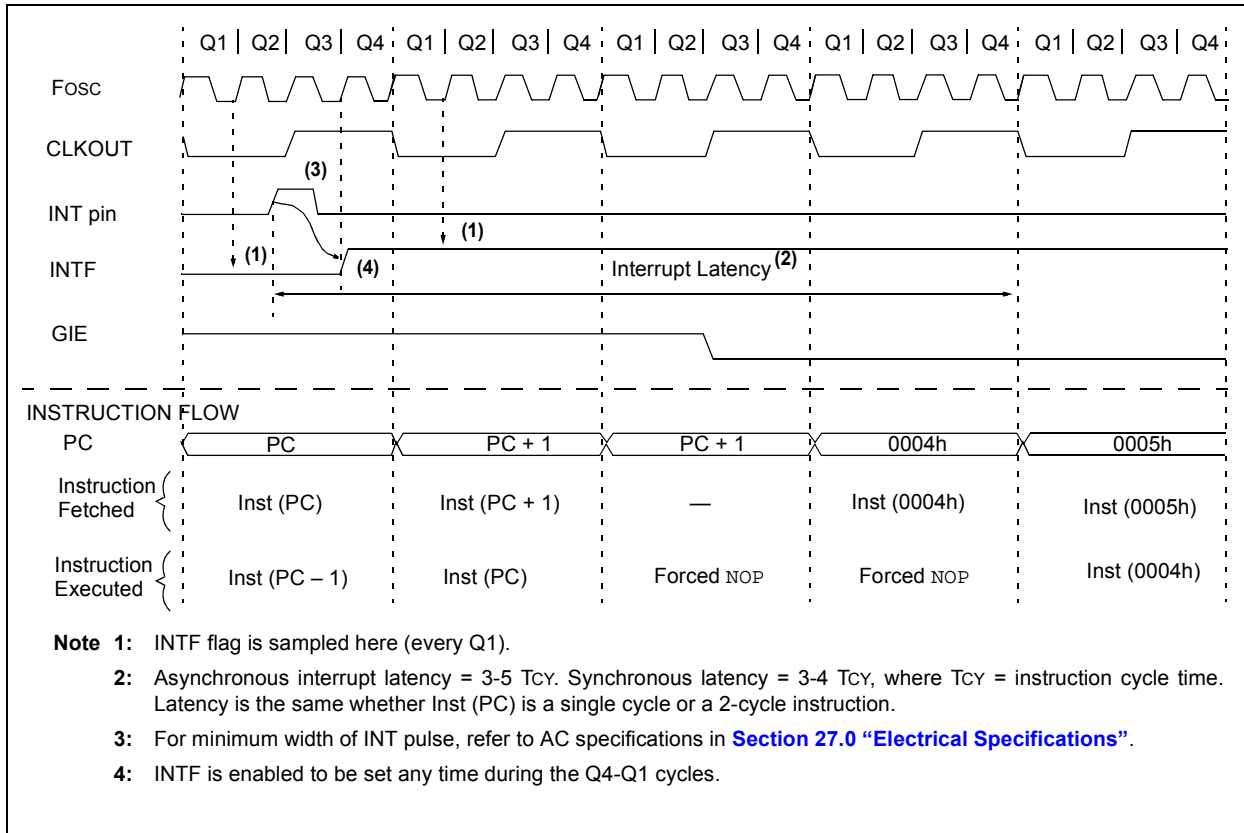 Q1 Q2 Q3 Q4 Q1 Q2 Q3 Q4 Q1 Q2 Q3 Q4 Q1 Q2 Q3 Q4 Q1 Q2 Q3 Q4
FOSC
CLKOUT
(3)
INT pin
(1) (1)
INTF (4) Interrupt Latency (2)
GIE
INSTRUCTION FLOW
PC PC PC + 1 PC + 1 0004h 0005h
Instruction Fetched Inst (PC) Inst (PC + 1) — Inst (0004h) Inst (0005h)
Instruction Executed Inst (PC – 1) Inst (PC) Forced NOP Forced NOP Inst (0004h)
Note 1: INTF flag is sampled here (every Q1).
2: Asynchronous interrupt latency = 3-5 TCY. Synchronous latency = 3-4 TCY, where TCY = instruction cycle time.
Latency is the same whether Inst (PC) is a single cycle or a 2-cycle instruction.
3: For minimum width of INT pulse, refer to AC specifications in Section 27.0 “Electrical Specifications”.
4: INTF is enabled to be set any time during the Q4-Q1 cycles.